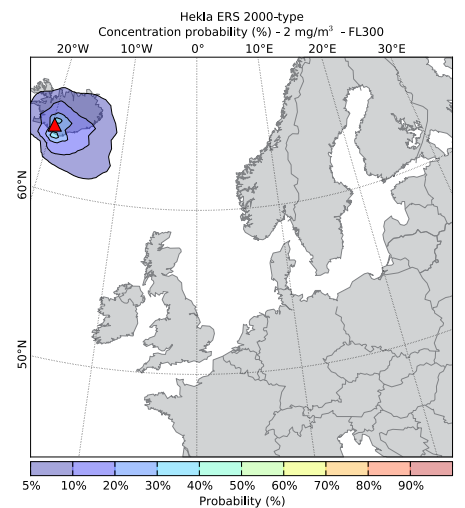 Hekla ERS 2000-type
Concentration probability (%) - 2 mg/m³ - FL300
20°W 10°W 0° 10°E 20°E 30°E
60°N
50°N
5% 10% 20% 30% 40% 50% 60% 70% 80% 90%
Probability (%)